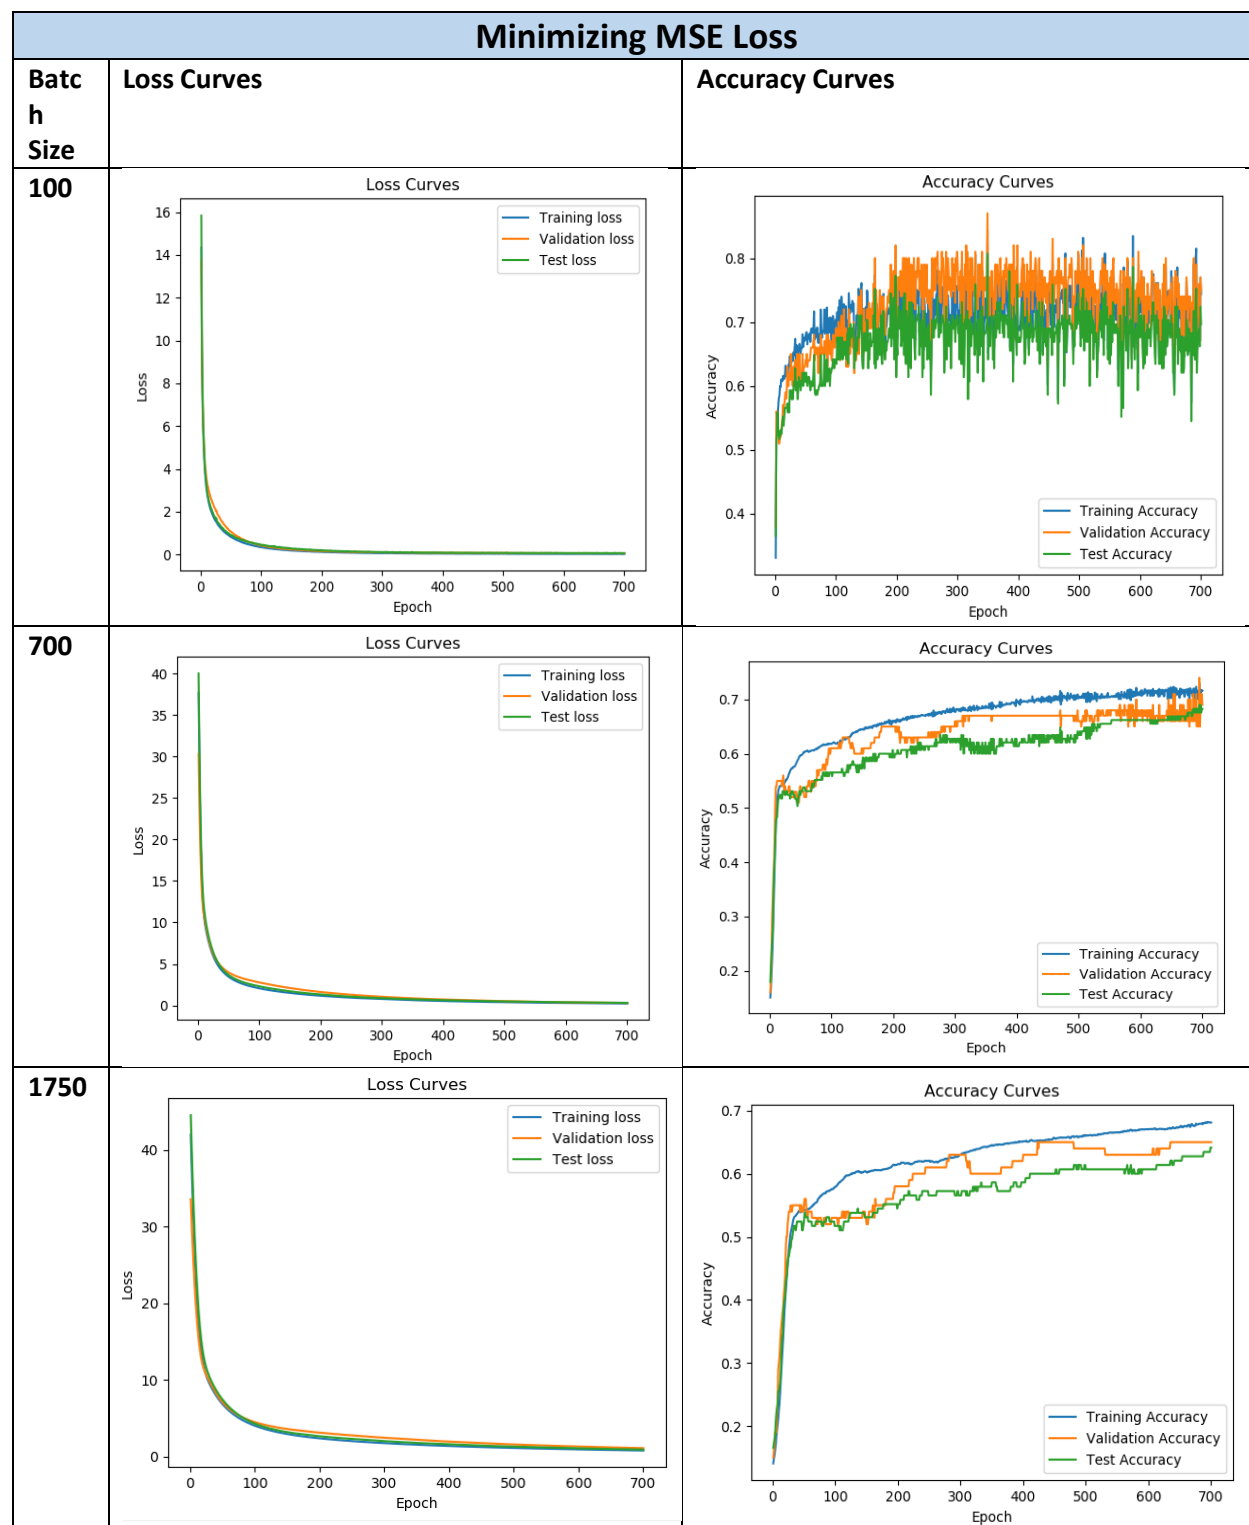 Minimizing MSE Loss
Batc
h
Size
Loss Curves
Accuracy Curves
100
Loss Curves
16
14
12
10
8
6
4
2
0
Loss
Training loss
Validation loss
Test loss
0 100 200 300 400 500 600 700
Epoch
Accuracy Curves
0.8
0.7
0.6
0.5
0.4
Accuracy
Training Accuracy
Validation Accuracy
Test Accuracy
0 100 200 300 400 500 600 700
Epoch
700
Loss Curves
40
35
30
25
20
15
10
5
0
Loss
Training loss
Validation loss
Test loss
0 100 200 300 400 500 600 700
Epoch
Accuracy Curves
0.7
0.6
0.5
0.4
0.3
0.2
Accuracy
Training Accuracy
Validation Accuracy
Test Accuracy
0 100 200 300 400 500 600 700
Epoch
1750
Loss Curves
40
30
20
10
0
Loss
Training loss
Validation loss
Test loss
0 100 200 300 400 500 600 700
Epoch
Accuracy Curves
0.7
0.6
0.5
0.4
0.3
0.2
Accuracy
Training Accuracy
Validation Accuracy
Test Accuracy
0 100 200 300 400 500 600 700
Epoch